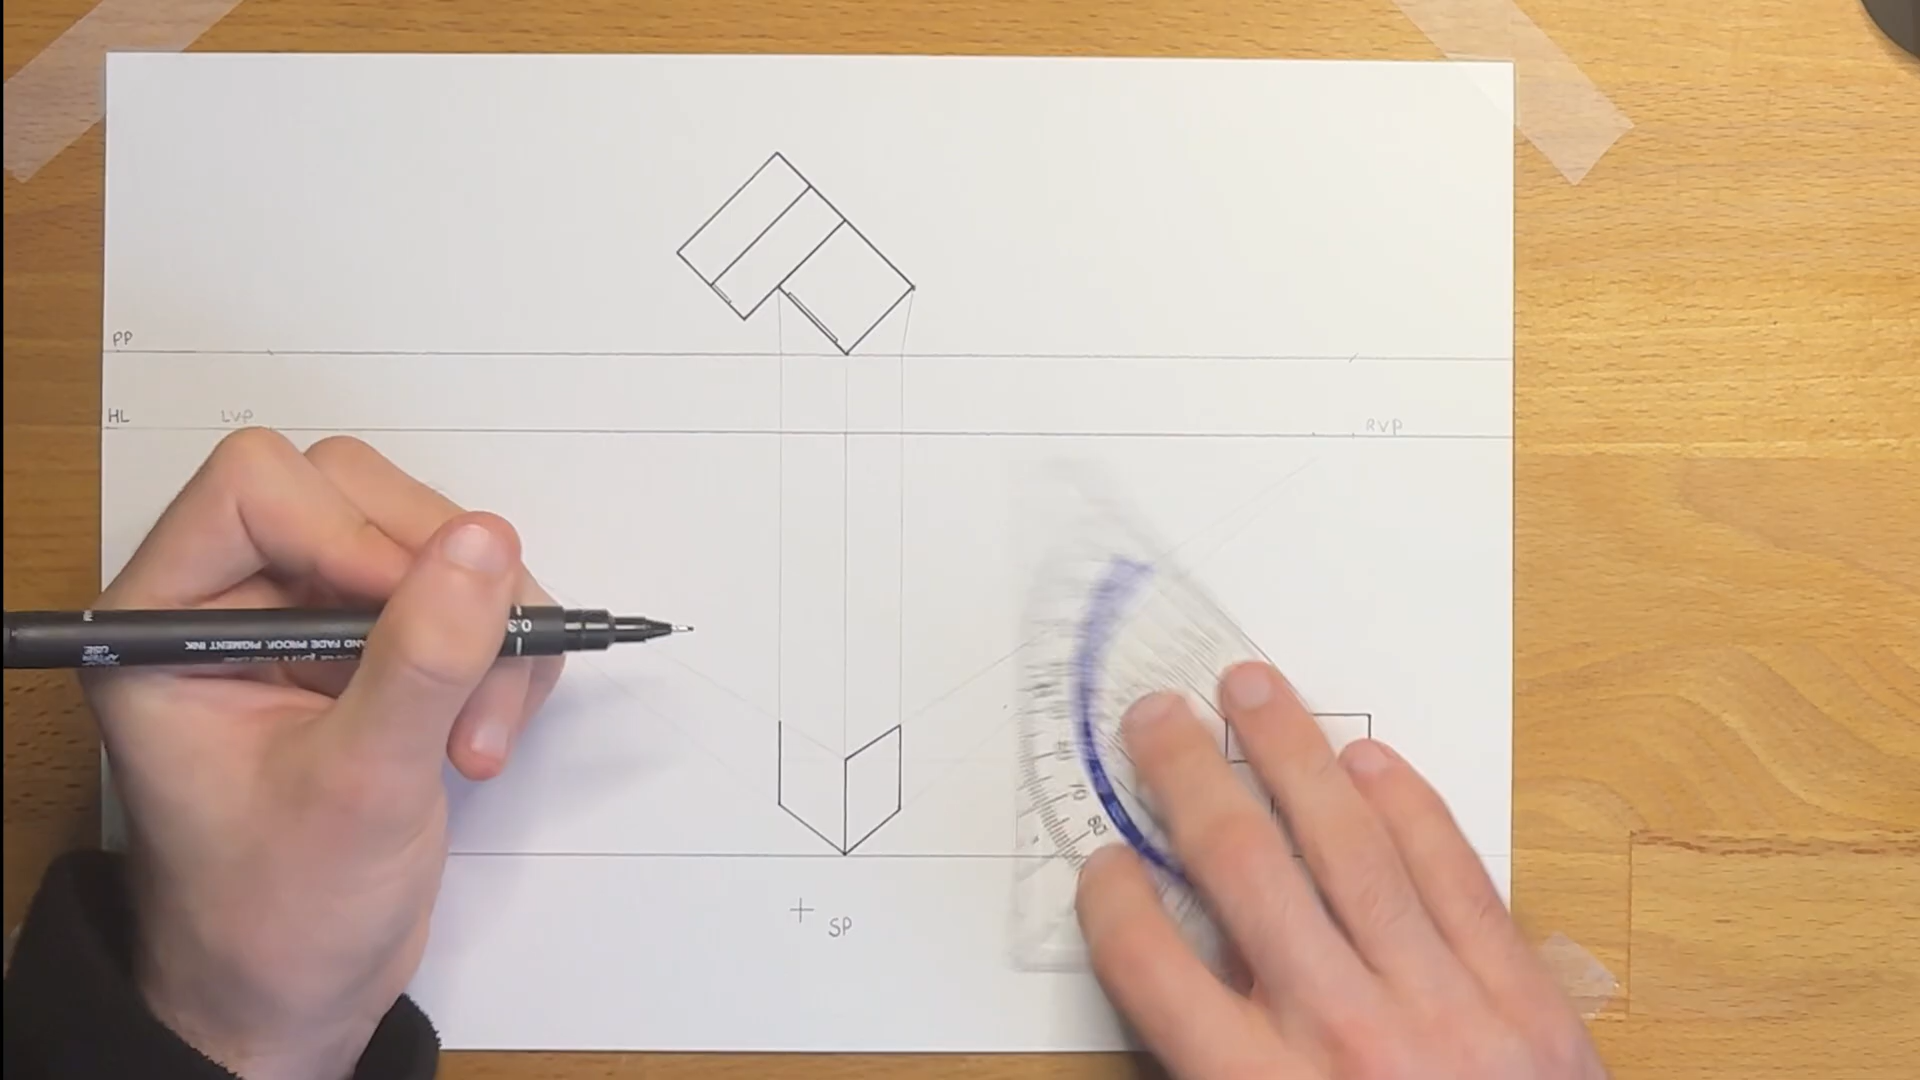 PP
HL
LVP
RVP
0.3
AND FADE PROOF. PIGMENT INK
70
80
SP